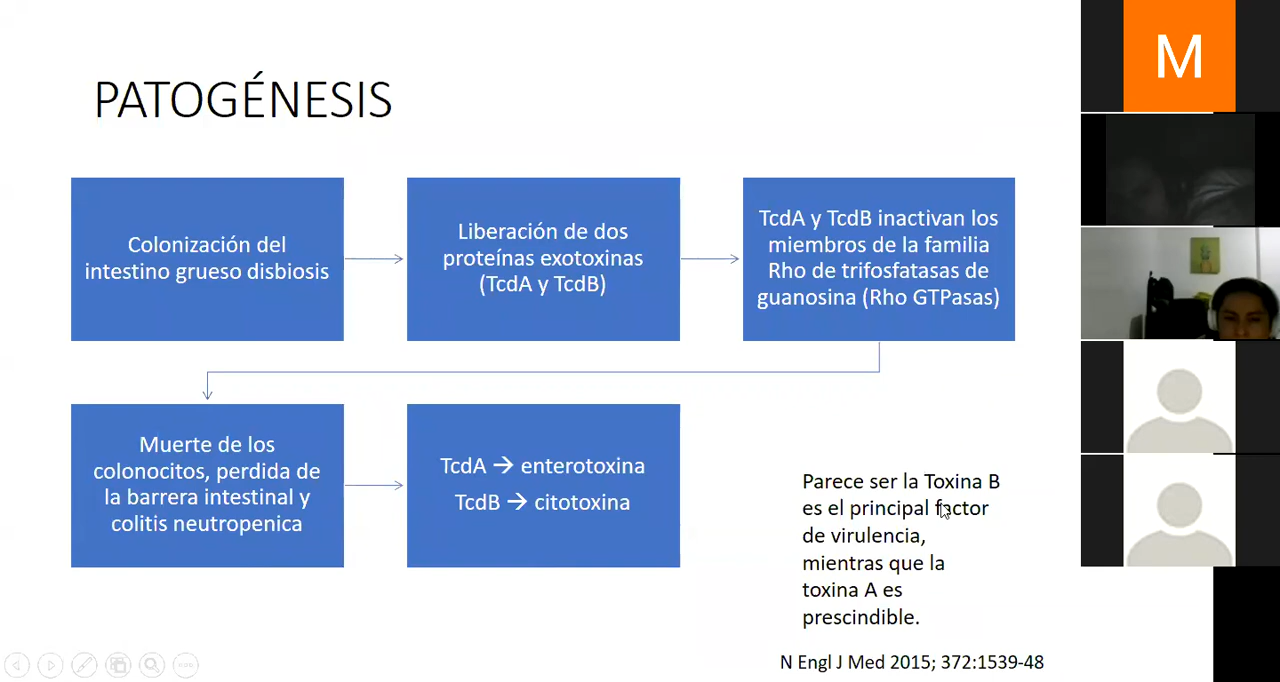 PATOGÉNESIS
Colonización del
intestino grueso disbiosis
Liberación de dos
proteínas exotoxinas
(TcdA y TcdB)
TcdA y TcdB inactivan los
miembros de la familia
Rho de trifosfatasas de
guanosina (Rho GTPasas)
Muerte de los
colonocitos, perdida de
la barrera intestinal y
colitis neutropenica
TcdA → enterotoxina
TcdB → citotoxina
Parece ser la Toxina B
es el principal factor
de virulencia,
mientras que la
toxina A es
prescindible.
N Engl J Med 2015; 372:1539-48
M